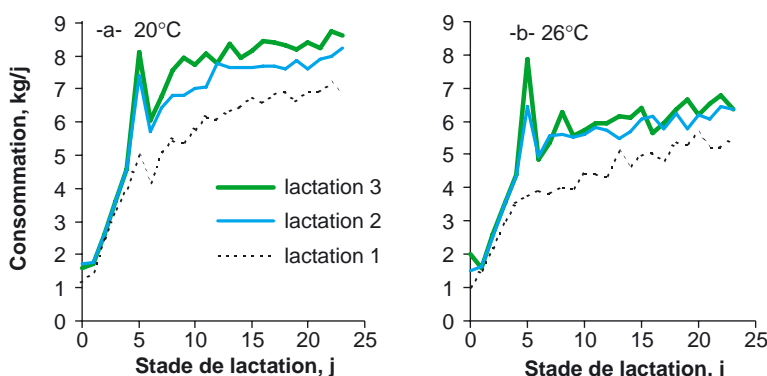 -a- 20°C
Consommation, kg/j
9
8
7
6
5
4
3
2
1
0
lactation 3
lactation 2
lactation 1
0 5 10 15 20 25
Stade de lactation, j
-b- 26°C
9
8
7
6
5
4
3
2
1
0
0 5 10 15 20 25
Stade de lactation, j